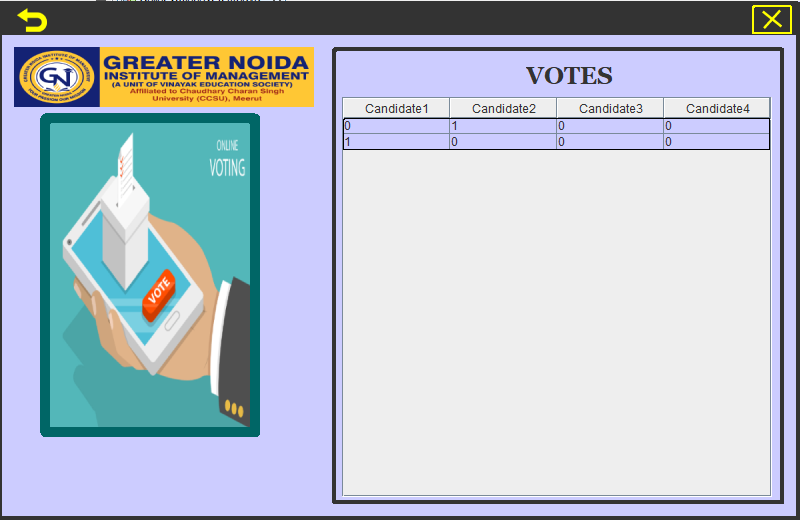 GREATER NOIDA
INSTITUTE OF MANAGEMENT
(A UNIT OF VINAYAK EDUCATION SOCIETY)
Affiliated to Chaudhary Charan Singh
University (CCSU), Meerut
GN
ONLINE
VOTING
VOTE
VOTES
Candidate1 Candidate2 Candidate3 Candidate4
0 1 0 0
1 0 0 0